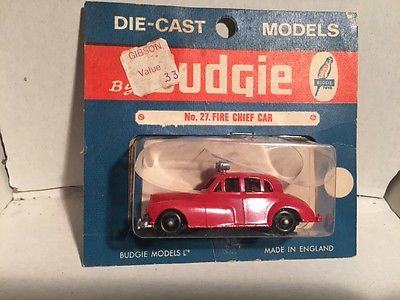 DIE-CAST MODELS
GIBSON
Value
33
By Budgie
BUDGIE
TOYS
No. 27. FIRE CHIEF CAR
BUDGIE MODELS Lᵀᴰ MADE IN ENGLAND